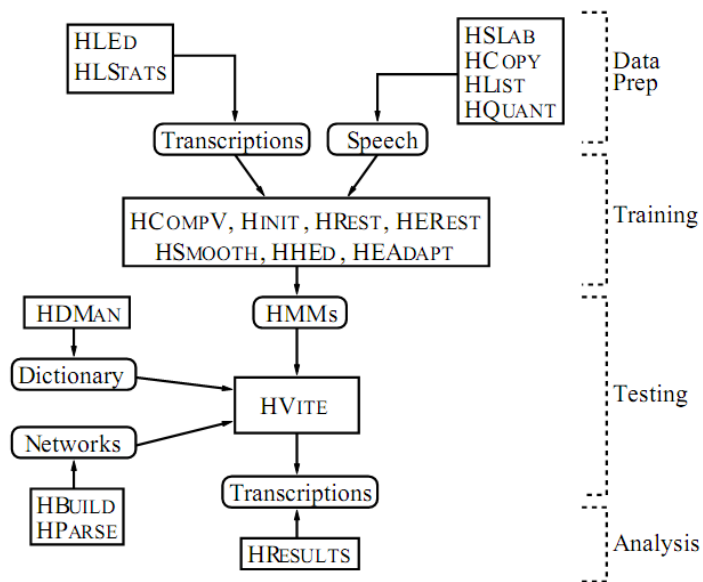 HLEd
HLStats
HSLab
HCopy
HList
HQuant
Data
Prep
Transcriptions
Speech
HCompV, HInit, HRest, HERest
HSmooth, HHEd, HEAdapt
Training
HDMan
HMMs
Dictionary
HVite
Testing
Networks
Transcriptions
HBuild
HParse
HResults
Analysis